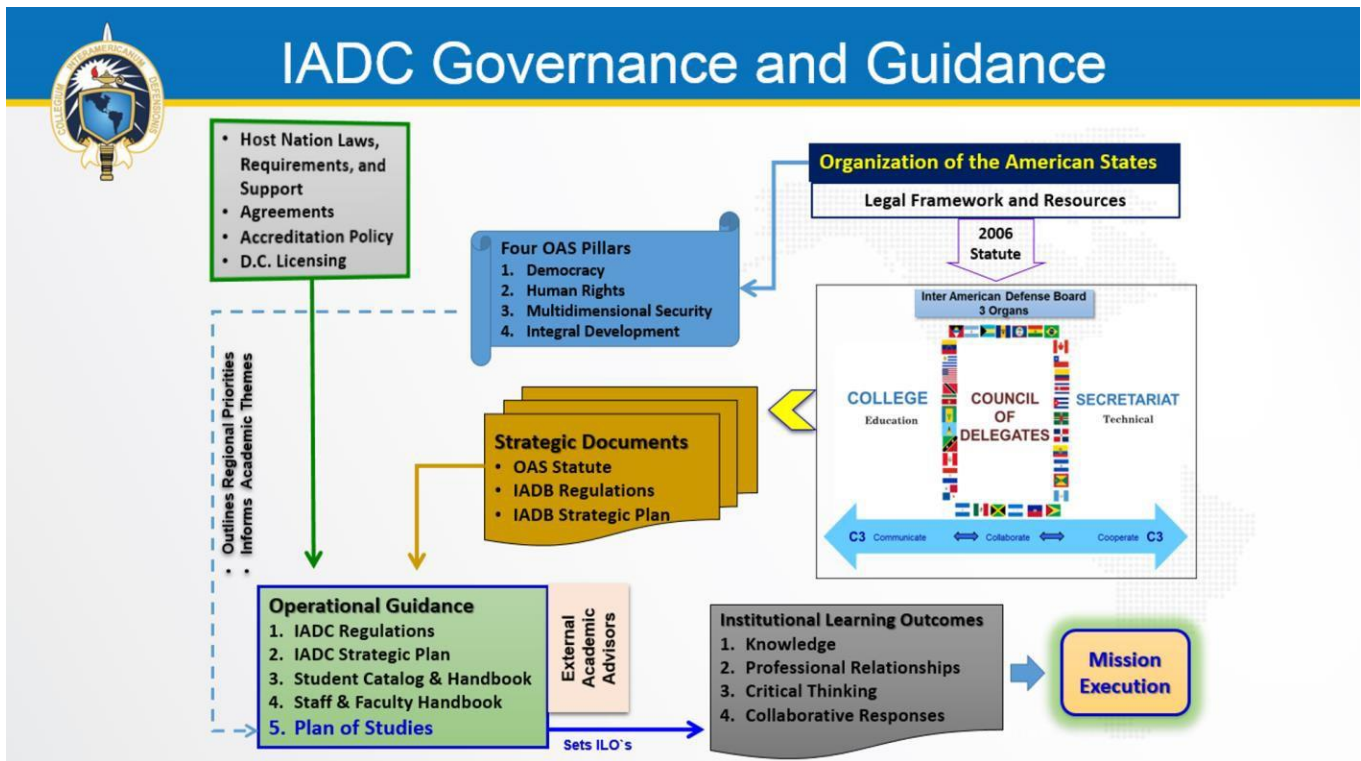 IADC Governance and Guidance
COLLEGIUM INTERAMERICANUM DEFENSIONIS
• Host Nation Laws,
Requirements, and
Support
• Agreements
• Accreditation Policy
• D.C. Licensing
Organization of the American States
Legal Framework and Resources
2006
Statute
Four OAS Pillars
1. Democracy
2. Human Rights
3. Multidimensional Security
4. Integral Development
Inter American Defense Board
3 Organs
COLLEGE
Education
COUNCIL
OF
DELEGATES
SECRETARIAT
Technical
C3 Communicate Collaborate Cooperate C3
Strategic Documents
• OAS Statute
• IADB Regulations
• IADB Strategic Plan
• Outlines Regional Priorities
• Informs Academic Themes
Operational Guidance
1. IADC Regulations
2. IADC Strategic Plan
3. Student Catalog & Handbook
4. Staff & Faculty Handbook
5. Plan of Studies
External
Academic
Advisors
Sets ILO`s
Institutional Learning Outcomes
1. Knowledge
2. Professional Relationships
3. Critical Thinking
4. Collaborative Responses
Mission
Execution